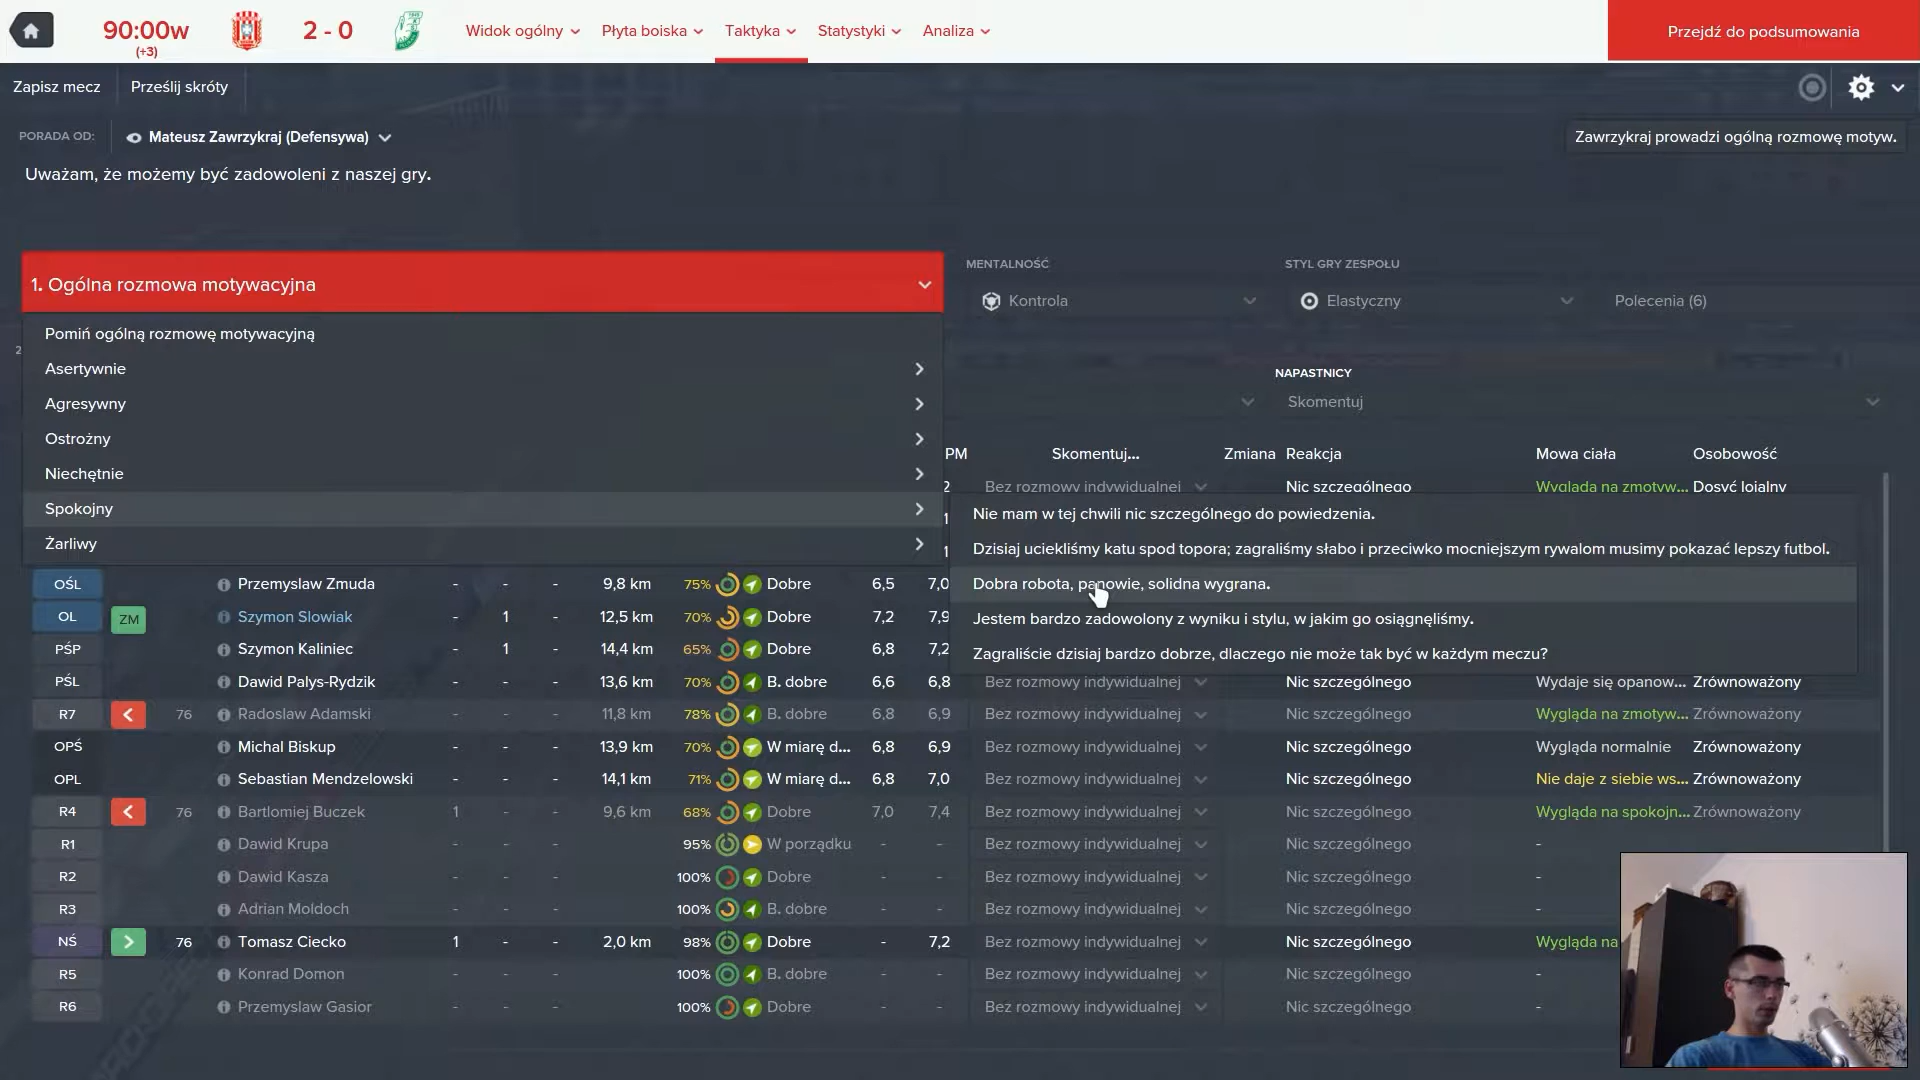 90:00w
(+3)
2 - 0
Widok ogólny
Płyta boiska
Taktyka
Statystyki
Analiza
Przejdź do podsumowania
Zapisz mecz
Prześlij skróty
PORADA OD:
Mateusz Zawrzykraj (Defensywa)
Zawrzykraj prowadzi ogólną rozmowę motyw.
Uważam, że możemy być zadowoleni z naszej gry.
1. Ogólna rozmowa motywacyjna
MENTALNOŚĆ
STYL GRY ZESPOŁU
Kontrola
Elastyczny
Polecenia (6)
Pomiń ogólną rozmowę motywacyjną
Asertywnie
Agresywny
Ostrożny
Niechętnie
Spokojny
Żarliwy
NAPASTNICY
Skomentuj
PM Skomentuj... Zmiana Reakcja Mowa ciała Osobowość
2 Bez rozmowy indywidualnej Nic szczególnego Wygląda na zmotyw... Dosyć lojalny
Nie mam w tej chwili nic szczególnego do powiedzenia.
Dzisiaj uciekliśmy katu spod topora; zagraliśmy słabo i przeciwko mocniejszym rywalom musimy pokazać lepszy futbol.
Dobra robota, panowie, solidna wygrana.
Jestem bardzo zadowolony z wyniku i stylu, w jakim go osiągnęliśmy.
Zagraliście dzisiaj bardzo dobrze, dlaczego nie może tak być w każdym meczu?
OŚL Przemyslaw Zmuda - - - 9,8 km 75% Dobre 6,5 7,0
OL ZM Szymon Slowiak - 1 - 12,5 km 70% Dobre 7,2 7,9
PŚP Szymon Kaliniec - 1 - 14,4 km 65% Dobre 6,8 7,2
PŚL Dawid Palys-Rydzik - - - 13,6 km 70% B. dobre 6,6 6,8 Bez rozmowy indywidualnej Nic szczególnego Wydaje się opanow... Zrównoważony
R7 76 Radoslaw Adamski - - - 11,8 km 78% B. dobre 6,8 6,9 Bez rozmowy indywidualnej Nic szczególnego Wygląda na zmotyw... Zrównoważony
OPŚ Michal Biskup - - - 13,9 km 70% W miarę d... 6,8 6,9 Bez rozmowy indywidualnej Nic szczególnego Wygląda normalnie Zrównoważony
OPL Sebastian Mendzelowski - - - 14,1 km 71% W miarę d... 6,8 7,0 Bez rozmowy indywidualnej Nic szczególnego Nie daje z siebie ws... Zrównoważony
R4 76 Bartlomiej Buczek 1 - - 9,6 km 68% Dobre 7,0 7,4 Bez rozmowy indywidualnej Nic szczególnego Wygląda na spokojn... Zrównoważony
R1 Dawid Krupa - - - 95% W porządku - - Bez rozmowy indywidualnej Nic szczególnego -
R2 Dawid Kasza - - - 100% Dobre - - Bez rozmowy indywidualnej Nic szczególnego -
R3 Adrian Moldoch - - - 100% B. dobre - - Bez rozmowy indywidualnej Nic szczególnego -
NŚ 76 Tomasz Ciecko 1 - - 2,0 km 98% Dobre - 7,2 Bez rozmowy indywidualnej Nic szczególnego Wygląda na
R5 Konrad Domon - - - 100% B. dobre - - Bez rozmowy indywidualnej Nic szczególnego -
R6 Przemyslaw Gasior - - - 100% Dobre - - Bez rozmowy indywidualnej Nic szczególnego -